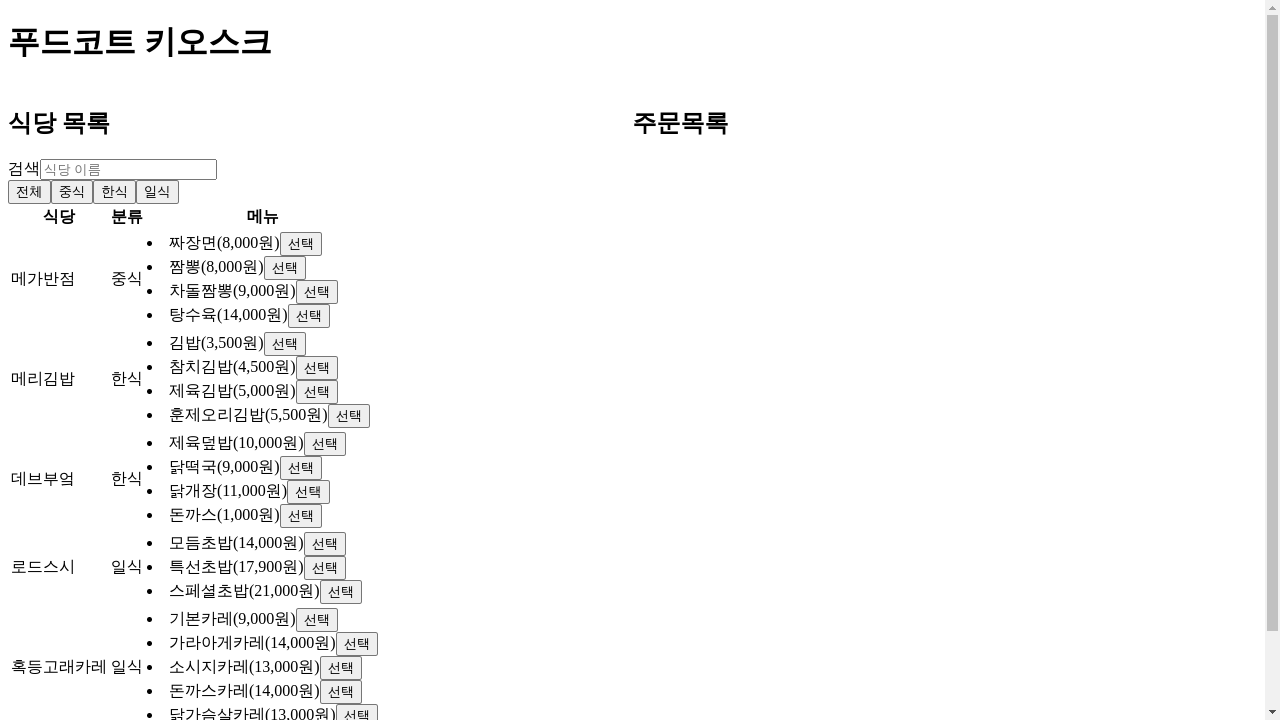 푸드코트 키오스크
식당 목록
주문목록
검색 식당 이름
전체 중식 한식 일식
식당 분류 메뉴
메가반점 중식
짜장면(8,000원) 선택
짬뽕(8,000원) 선택
차돌짬뽕(9,000원) 선택
탕수육(14,000원) 선택
메리김밥 한식
김밥(3,500원) 선택
참치김밥(4,500원) 선택
제육김밥(5,000원) 선택
훈제오리김밥(5,500원) 선택
데브부엌 한식
제육덮밥(10,000원) 선택
닭떡국(9,000원) 선택
닭개장(11,000원) 선택
돈까스(1,000원) 선택
로드스시 일식
모듬초밥(14,000원) 선택
특선초밥(17,900원) 선택
스페셜초밥(21,000원) 선택
혹등고래카레 일식
기본카레(9,000원) 선택
가라아게카레(14,000원) 선택
소시지카레(13,000원) 선택
돈까스카레(14,000원) 선택
닭가슴살카레(13,000원) 선택